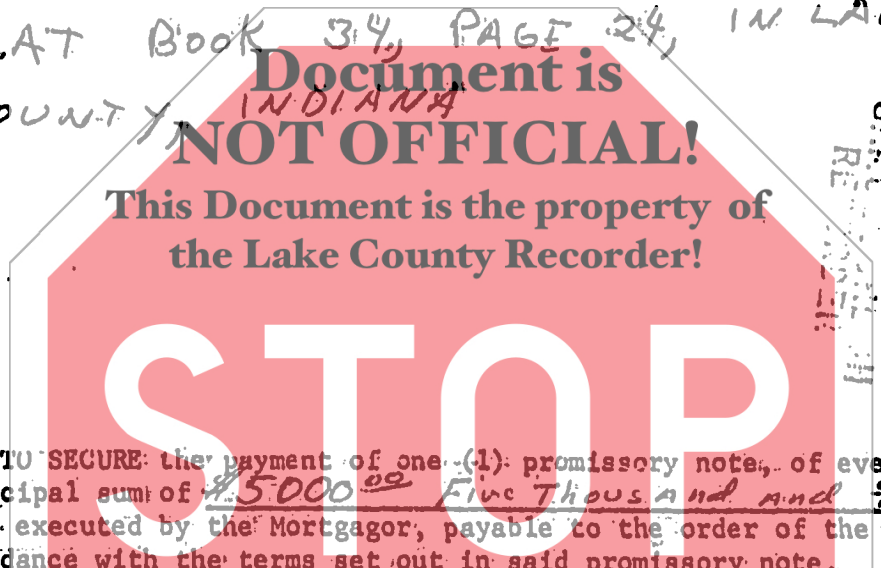 AT BOOK 34, PAGE 24, IN LA
OUNTY, INDIANA
Document is
NOT OFFICIAL!
This Document is the property of
the Lake County Recorder!
STOP
TO SECURE the payment of one (1) promissory note, of eve
cipal sum of $5000.00 Five Thousand and
executed by the Mortgagor, payable to the order of the
dance with the terms set out in said promissory note.